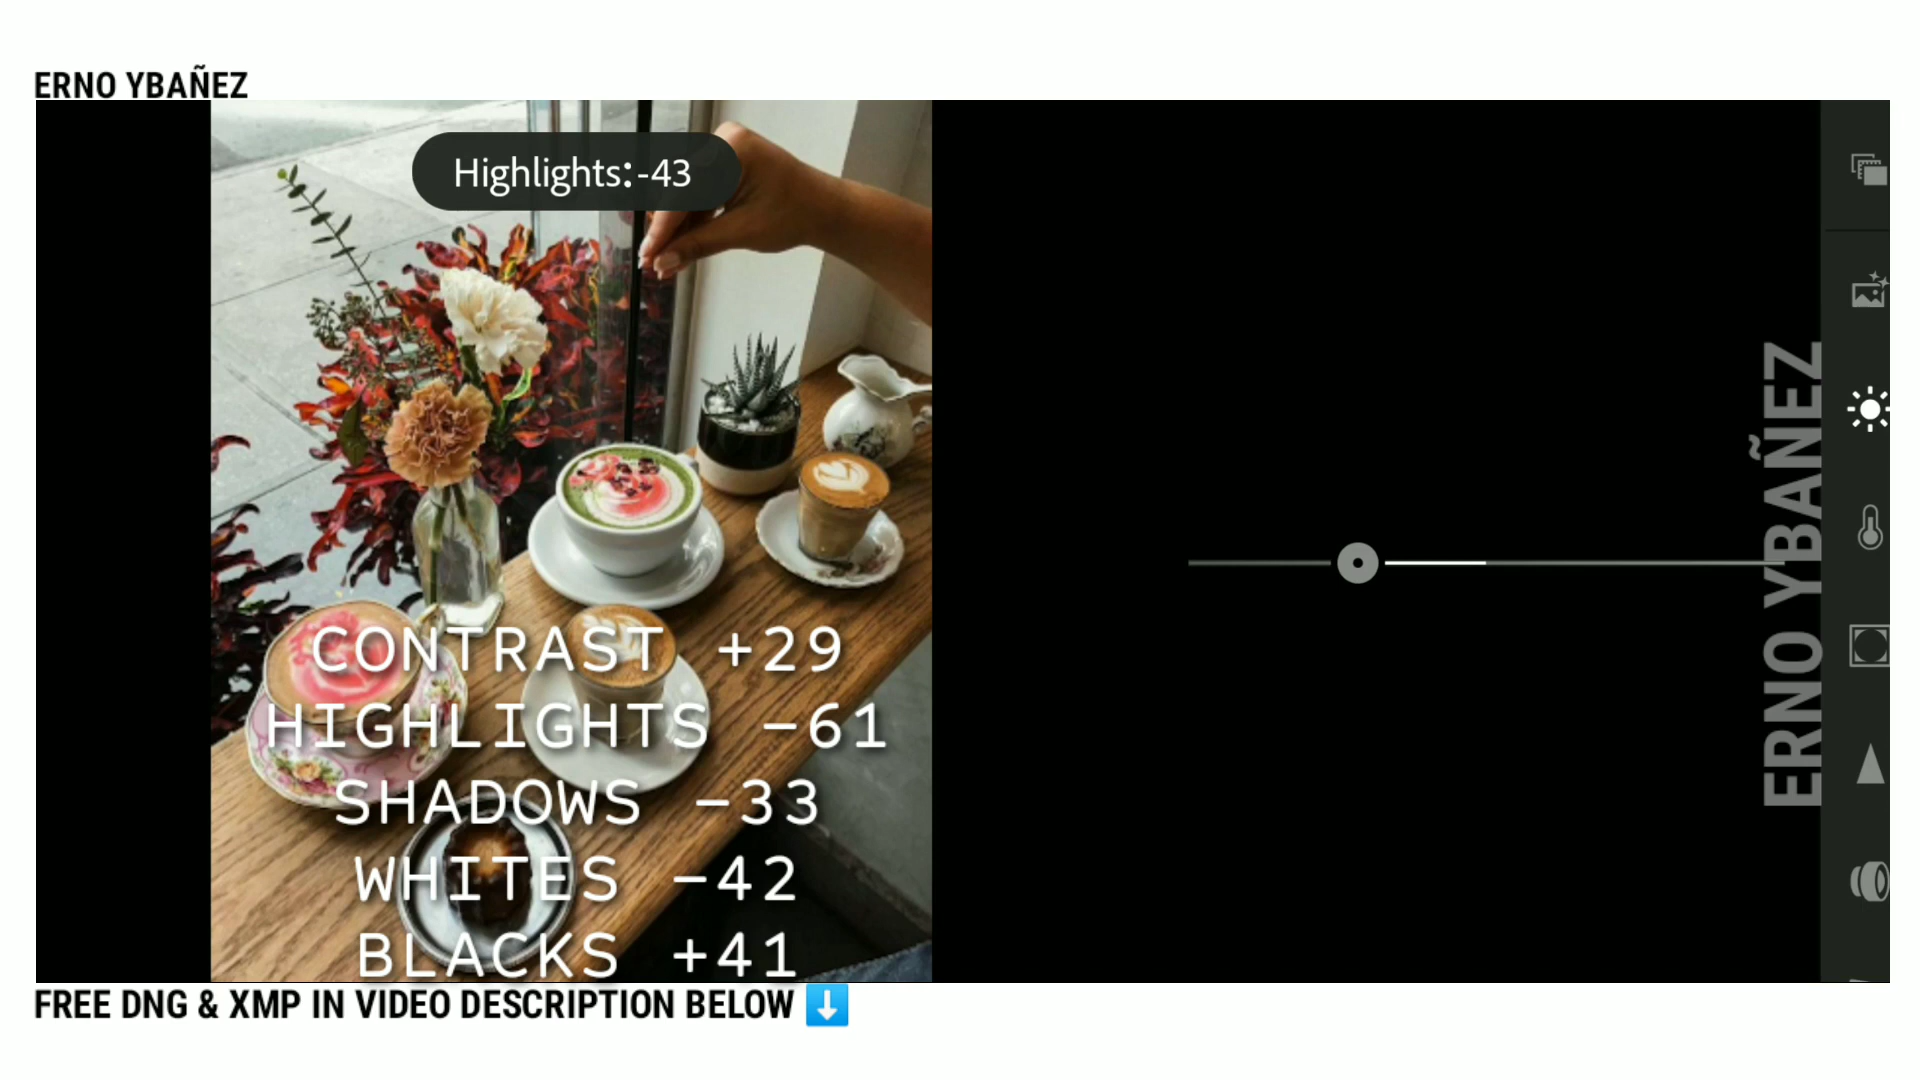 ERNO YBAÑEZ
Highlights:-43
CONTRAST +29
HIGHLIGHTS -61
SHADOWS -33
WHITES -42
BLACKS +41
ERNO YBAÑEZ
FREE DNG & XMP IN VIDEO DESCRIPTION BELOW ⬇️